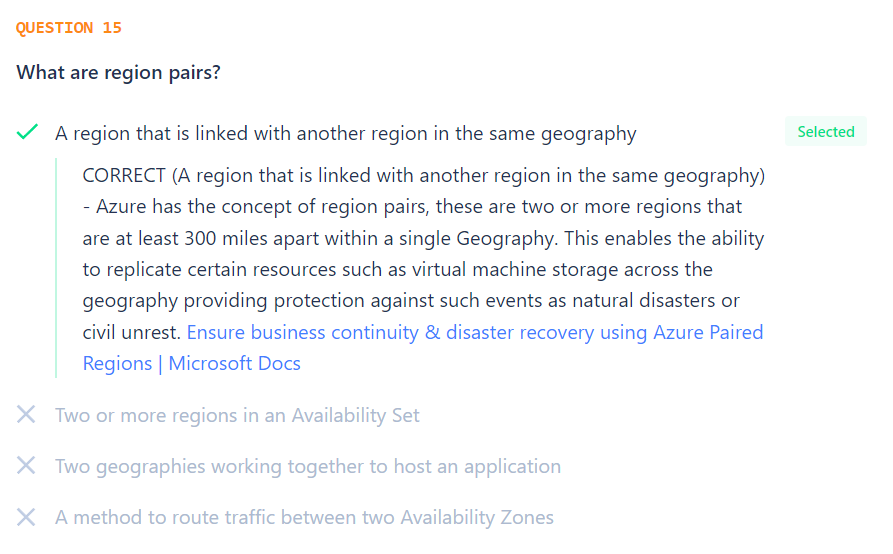 QUESTION 15
What are region pairs?
A region that is linked with another region in the same geography
Selected
CORRECT (A region that is linked with another region in the same geography)
- Azure has the concept of region pairs, these are two or more regions that
are at least 300 miles apart within a single Geography. This enables the ability
to replicate certain resources such as virtual machine storage across the
geography providing protection against such events as natural disasters or
civil unrest. Ensure business continuity & disaster recovery using Azure Paired
Regions | Microsoft Docs
Two or more regions in an Availability Set
Two geographies working together to host an application
A method to route traffic between two Availability Zones